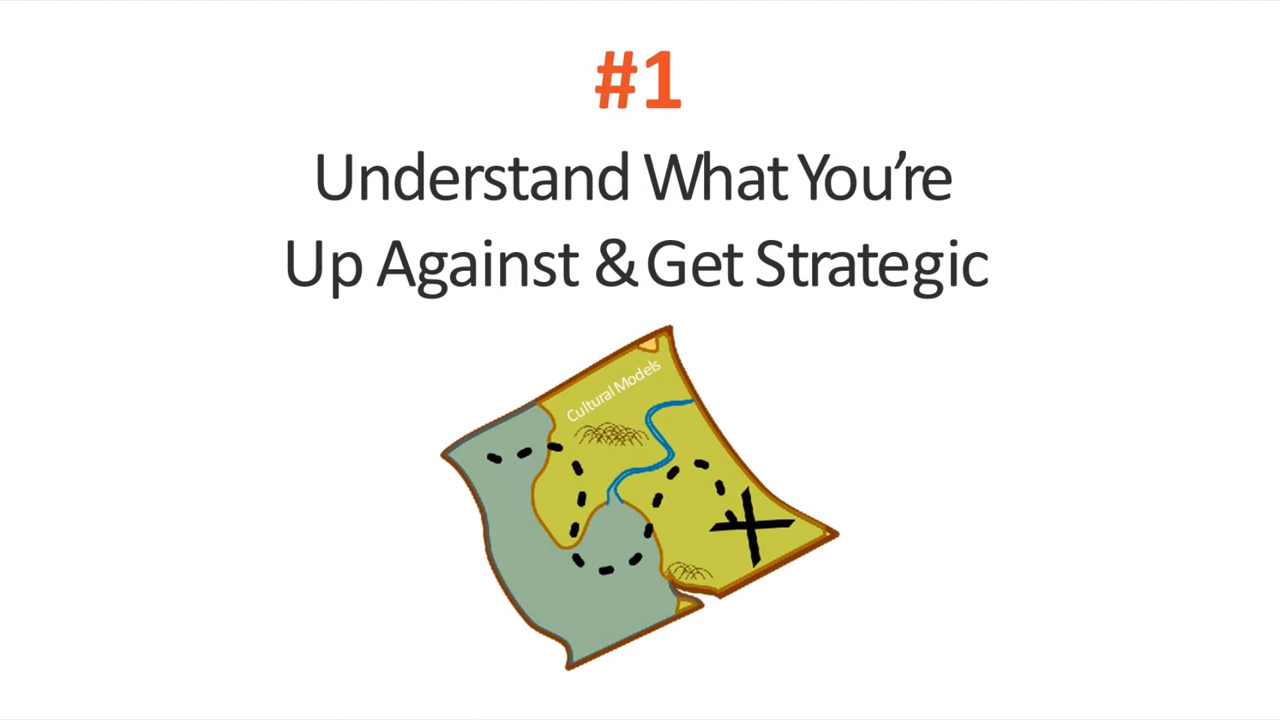 #1
Understand What You’re
Up Against & Get Strategic
Cultural Models